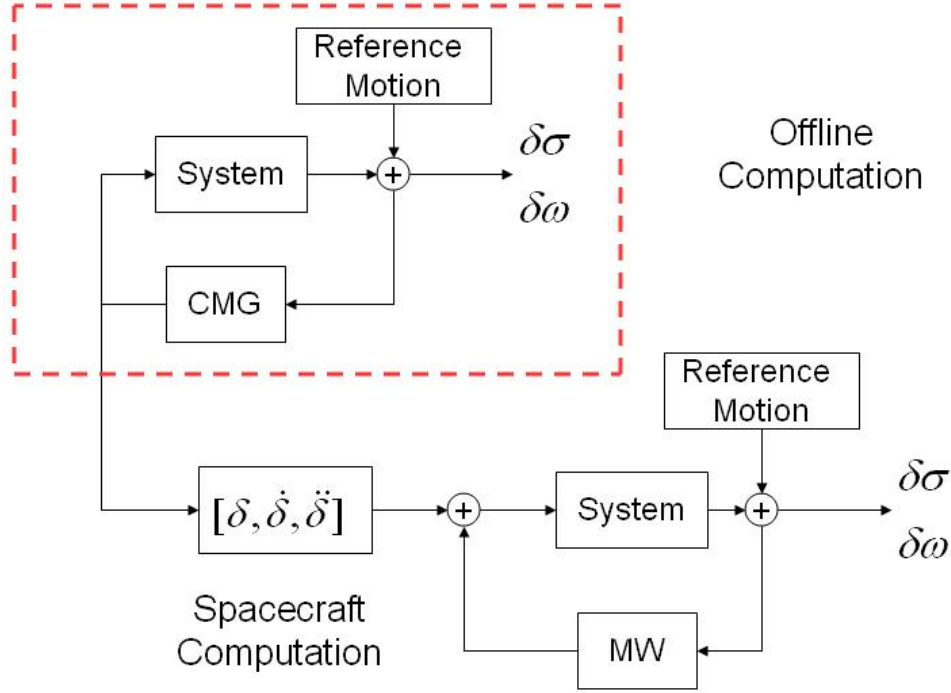 Reference
Motion
Offline
Computation
System
+
δσ
δω
CMG
Reference
Motion
[δ, δ̇, δ̈]
+
System
+
δσ
δω
Spacecraft
Computation
MW